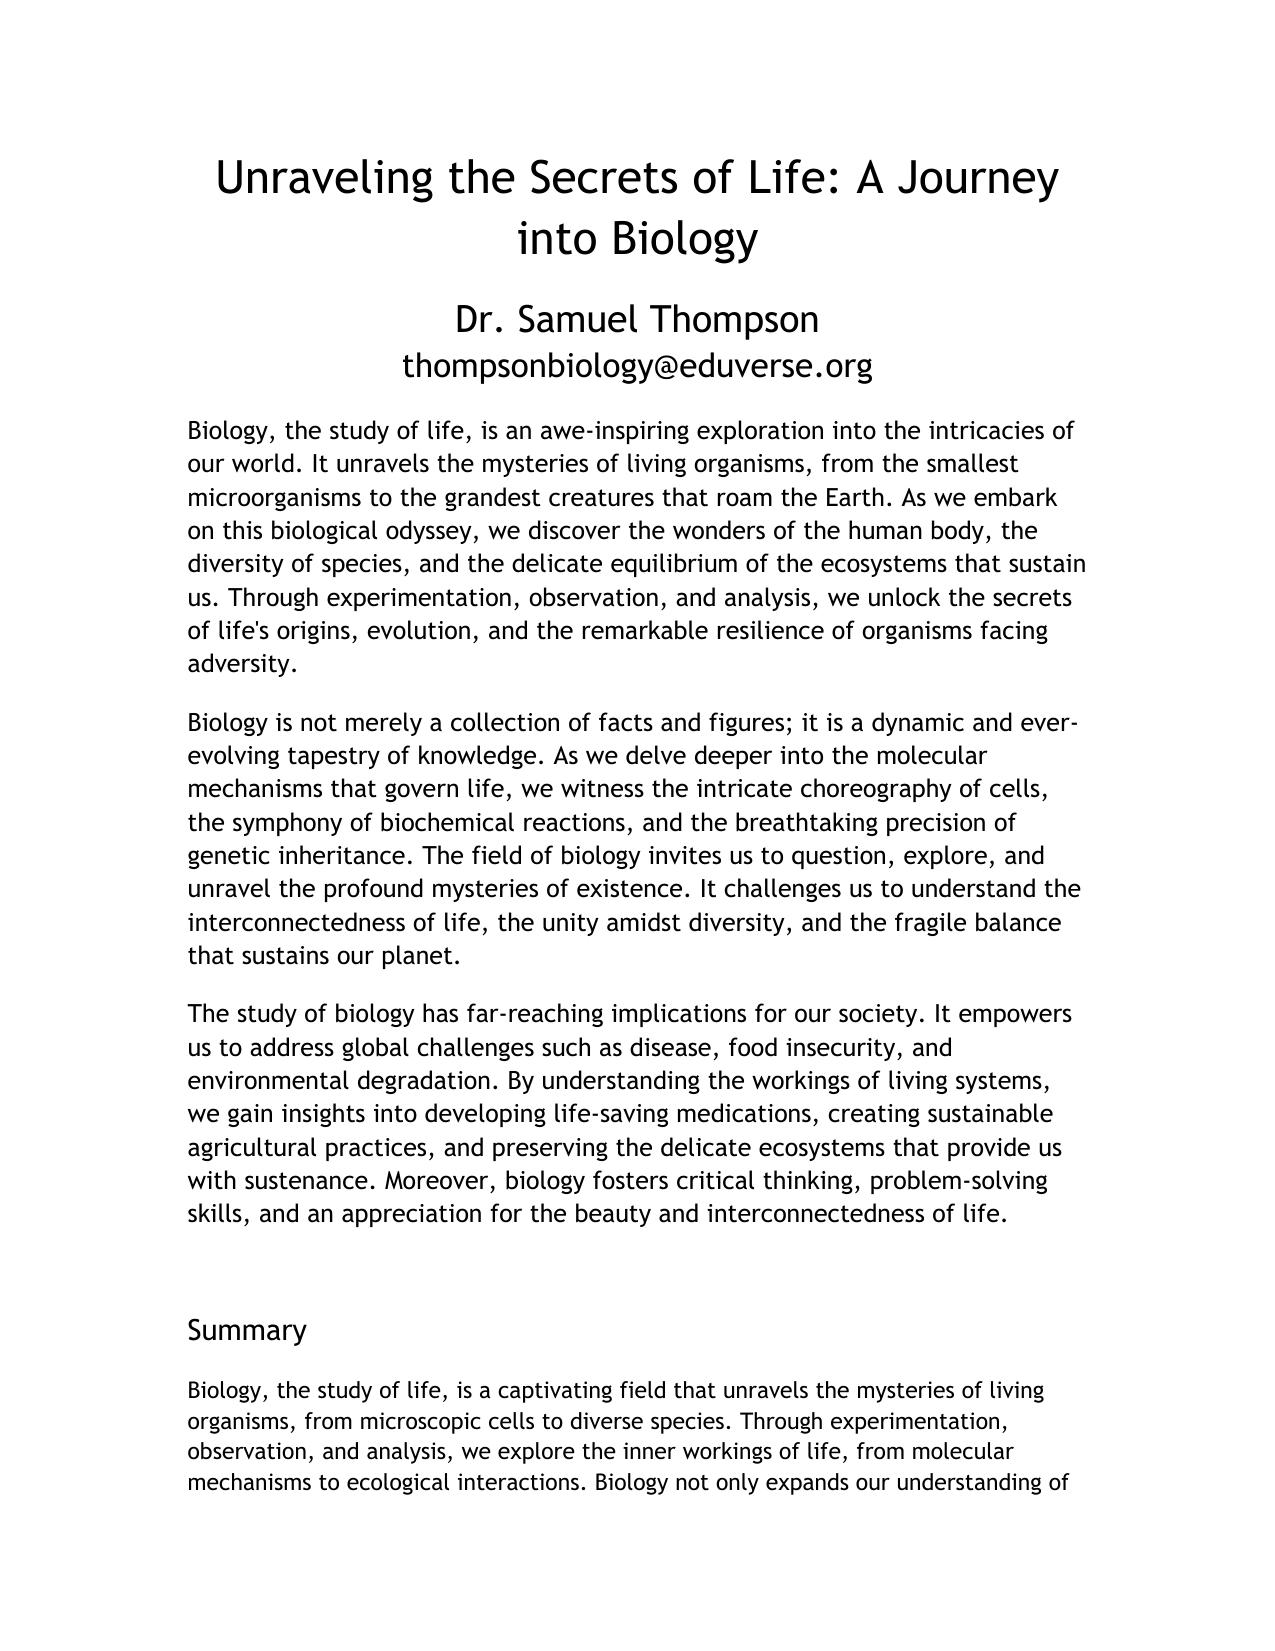 Unraveling the Secrets of Life: A Journey
into Biology
Dr. Samuel Thompson
thompsonbiology@eduverse.org
Biology, the study of life, is an awe-inspiring exploration into the intricacies of
our world. It unravels the mysteries of living organisms, from the smallest
microorganisms to the grandest creatures that roam the Earth. As we embark
on this biological odyssey, we discover the wonders of the human body, the
diversity of species, and the delicate equilibrium of the ecosystems that sustain
us. Through experimentation, observation, and analysis, we unlock the secrets
of life's origins, evolution, and the remarkable resilience of organisms facing
adversity.
Biology is not merely a collection of facts and figures; it is a dynamic and ever-
evolving tapestry of knowledge. As we delve deeper into the molecular
mechanisms that govern life, we witness the intricate choreography of cells,
the symphony of biochemical reactions, and the breathtaking precision of
genetic inheritance. The field of biology invites us to question, explore, and
unravel the profound mysteries of existence. It challenges us to understand the
interconnectedness of life, the unity amidst diversity, and the fragile balance
that sustains our planet.
The study of biology has far-reaching implications for our society. It empowers
us to address global challenges such as disease, food insecurity, and
environmental degradation. By understanding the workings of living systems,
we gain insights into developing life-saving medications, creating sustainable
agricultural practices, and preserving the delicate ecosystems that provide us
with sustenance. Moreover, biology fosters critical thinking, problem-solving
skills, and an appreciation for the beauty and interconnectedness of life.
Summary
Biology, the study of life, is a captivating field that unravels the mysteries of living
organisms, from microscopic cells to diverse species. Through experimentation,
observation, and analysis, we explore the inner workings of life, from molecular
mechanisms to ecological interactions. Biology not only expands our understanding of